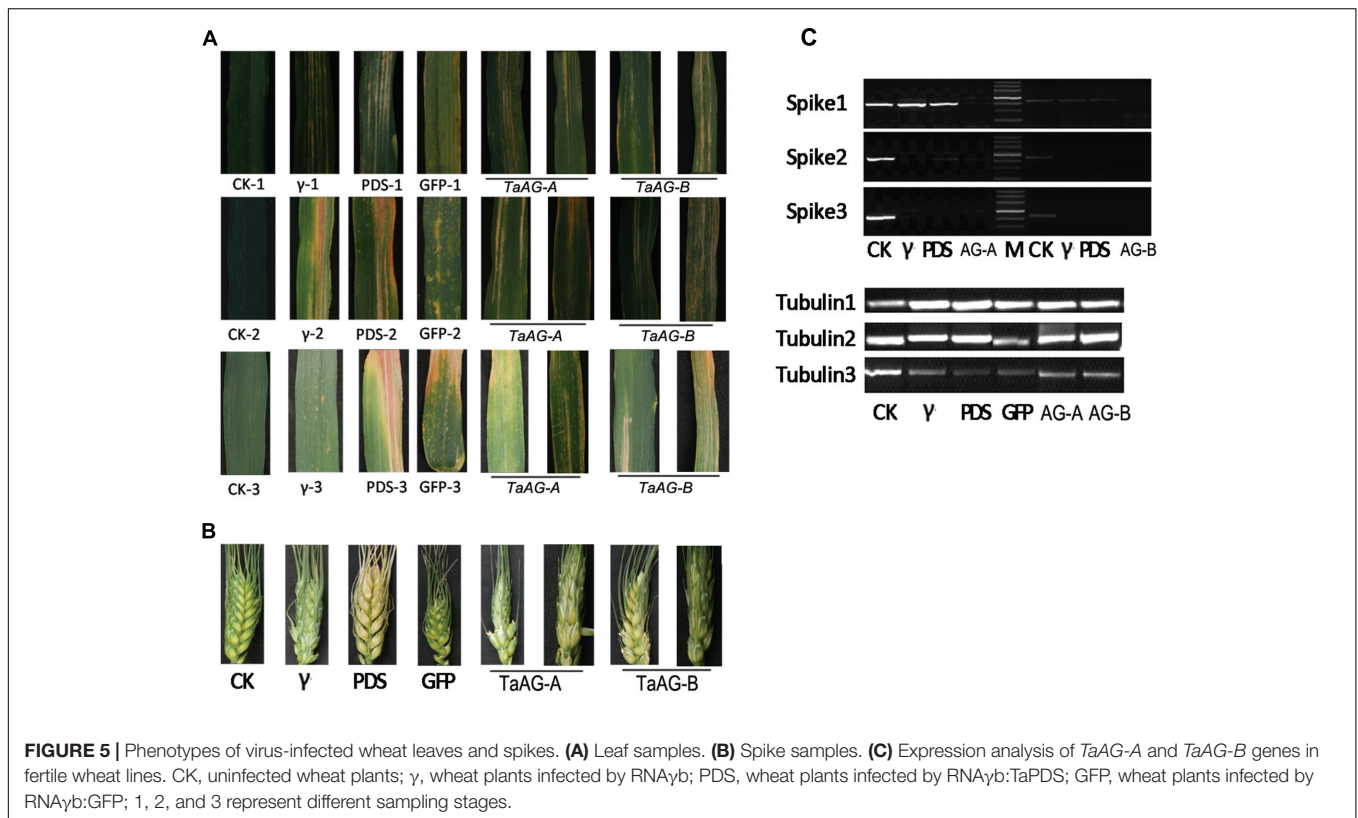 A
CK-1 γ-1 PDS-1 GFP-1 TaAG-A TaAG-B
CK-2 γ-2 PDS-2 GFP-2 TaAG-A TaAG-B
CK-3 γ-3 PDS-3 GFP-3 TaAG-A TaAG-B
B
CK γ PDS GFP TaAG-A TaAG-B
C
Spike1
Spike2
Spike3
CK γ PDS AG-A M CK γ PDS AG-B
Tubulin1
Tubulin2
Tubulin3
CK γ PDS GFP AG-A AG-B
FIGURE 5 | Phenotypes of virus-infected wheat leaves and spikes. (A) Leaf samples. (B) Spike samples. (C) Expression analysis of TaAG-A and TaAG-B genes in
fertile wheat lines. CK, uninfected wheat plants; γ, wheat plants infected by RNAγb; PDS, wheat plants infected by RNAγb:TaPDS; GFP, wheat plants infected by
RNAγb:GFP; 1, 2, and 3 represent different sampling stages.